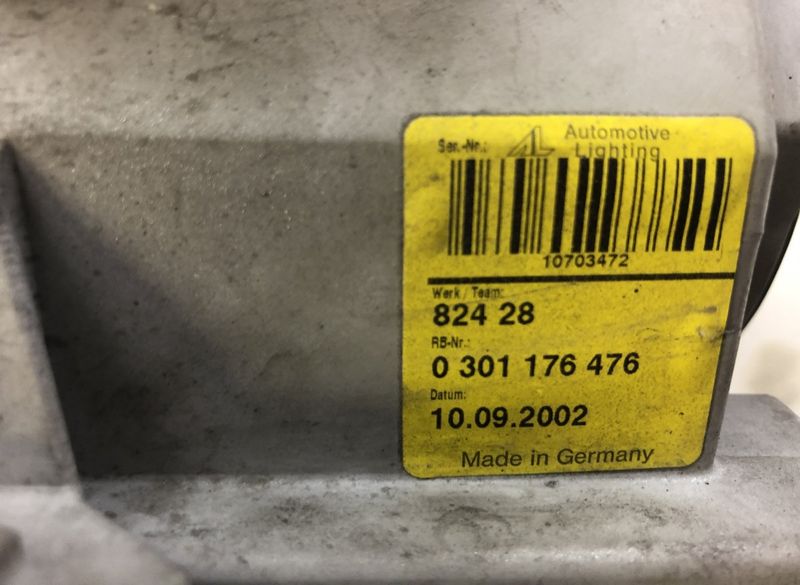 Ser.-Nr.: AL Automotive
Lighting
10703472
Werk / Team:
824 28
RB-Nr.:
0 301 176 476
Datum:
10.09.2002
Made in Germany